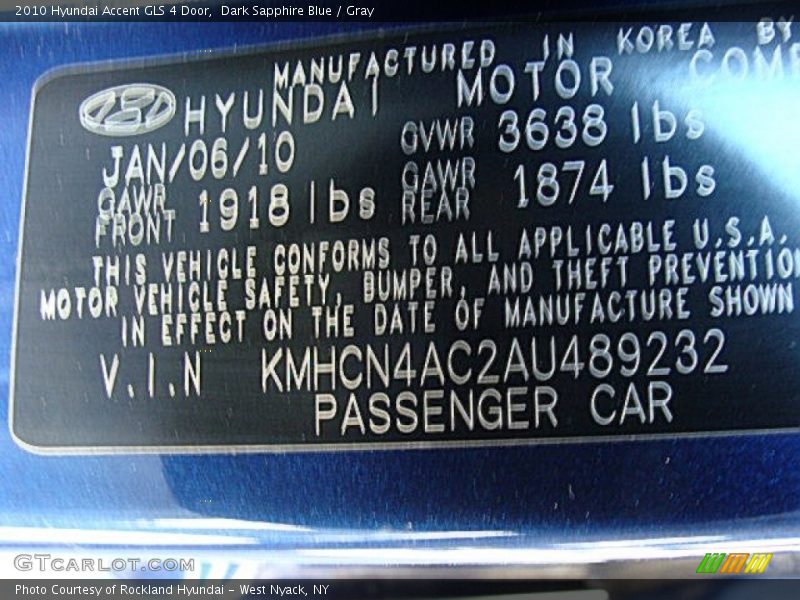 2010 Hyundai Accent GLS 4 Door, Dark Sapphire Blue / Gray
MANUFACTURED IN KOREA BY
HYUNDAI MOTOR
JAN/06/10 GVWR 3638 lbs
GAWR FRONT 1918 lbs GAWR REAR 1874 lbs
THIS VEHICLE CONFORMS TO ALL APPLICABLE U.S.A.
MOTOR VEHICLE SAFETY, BUMPER, AND THEFT PREVENTION
IN EFFECT ON THE DATE OF MANUFACTURE SHOWN
V.I.N KMHCN4AC2AU489232
PASSENGER CAR
GTCARLOT.COM
Photo Courtesy of Rockland Hyundai - West Nyack, NY